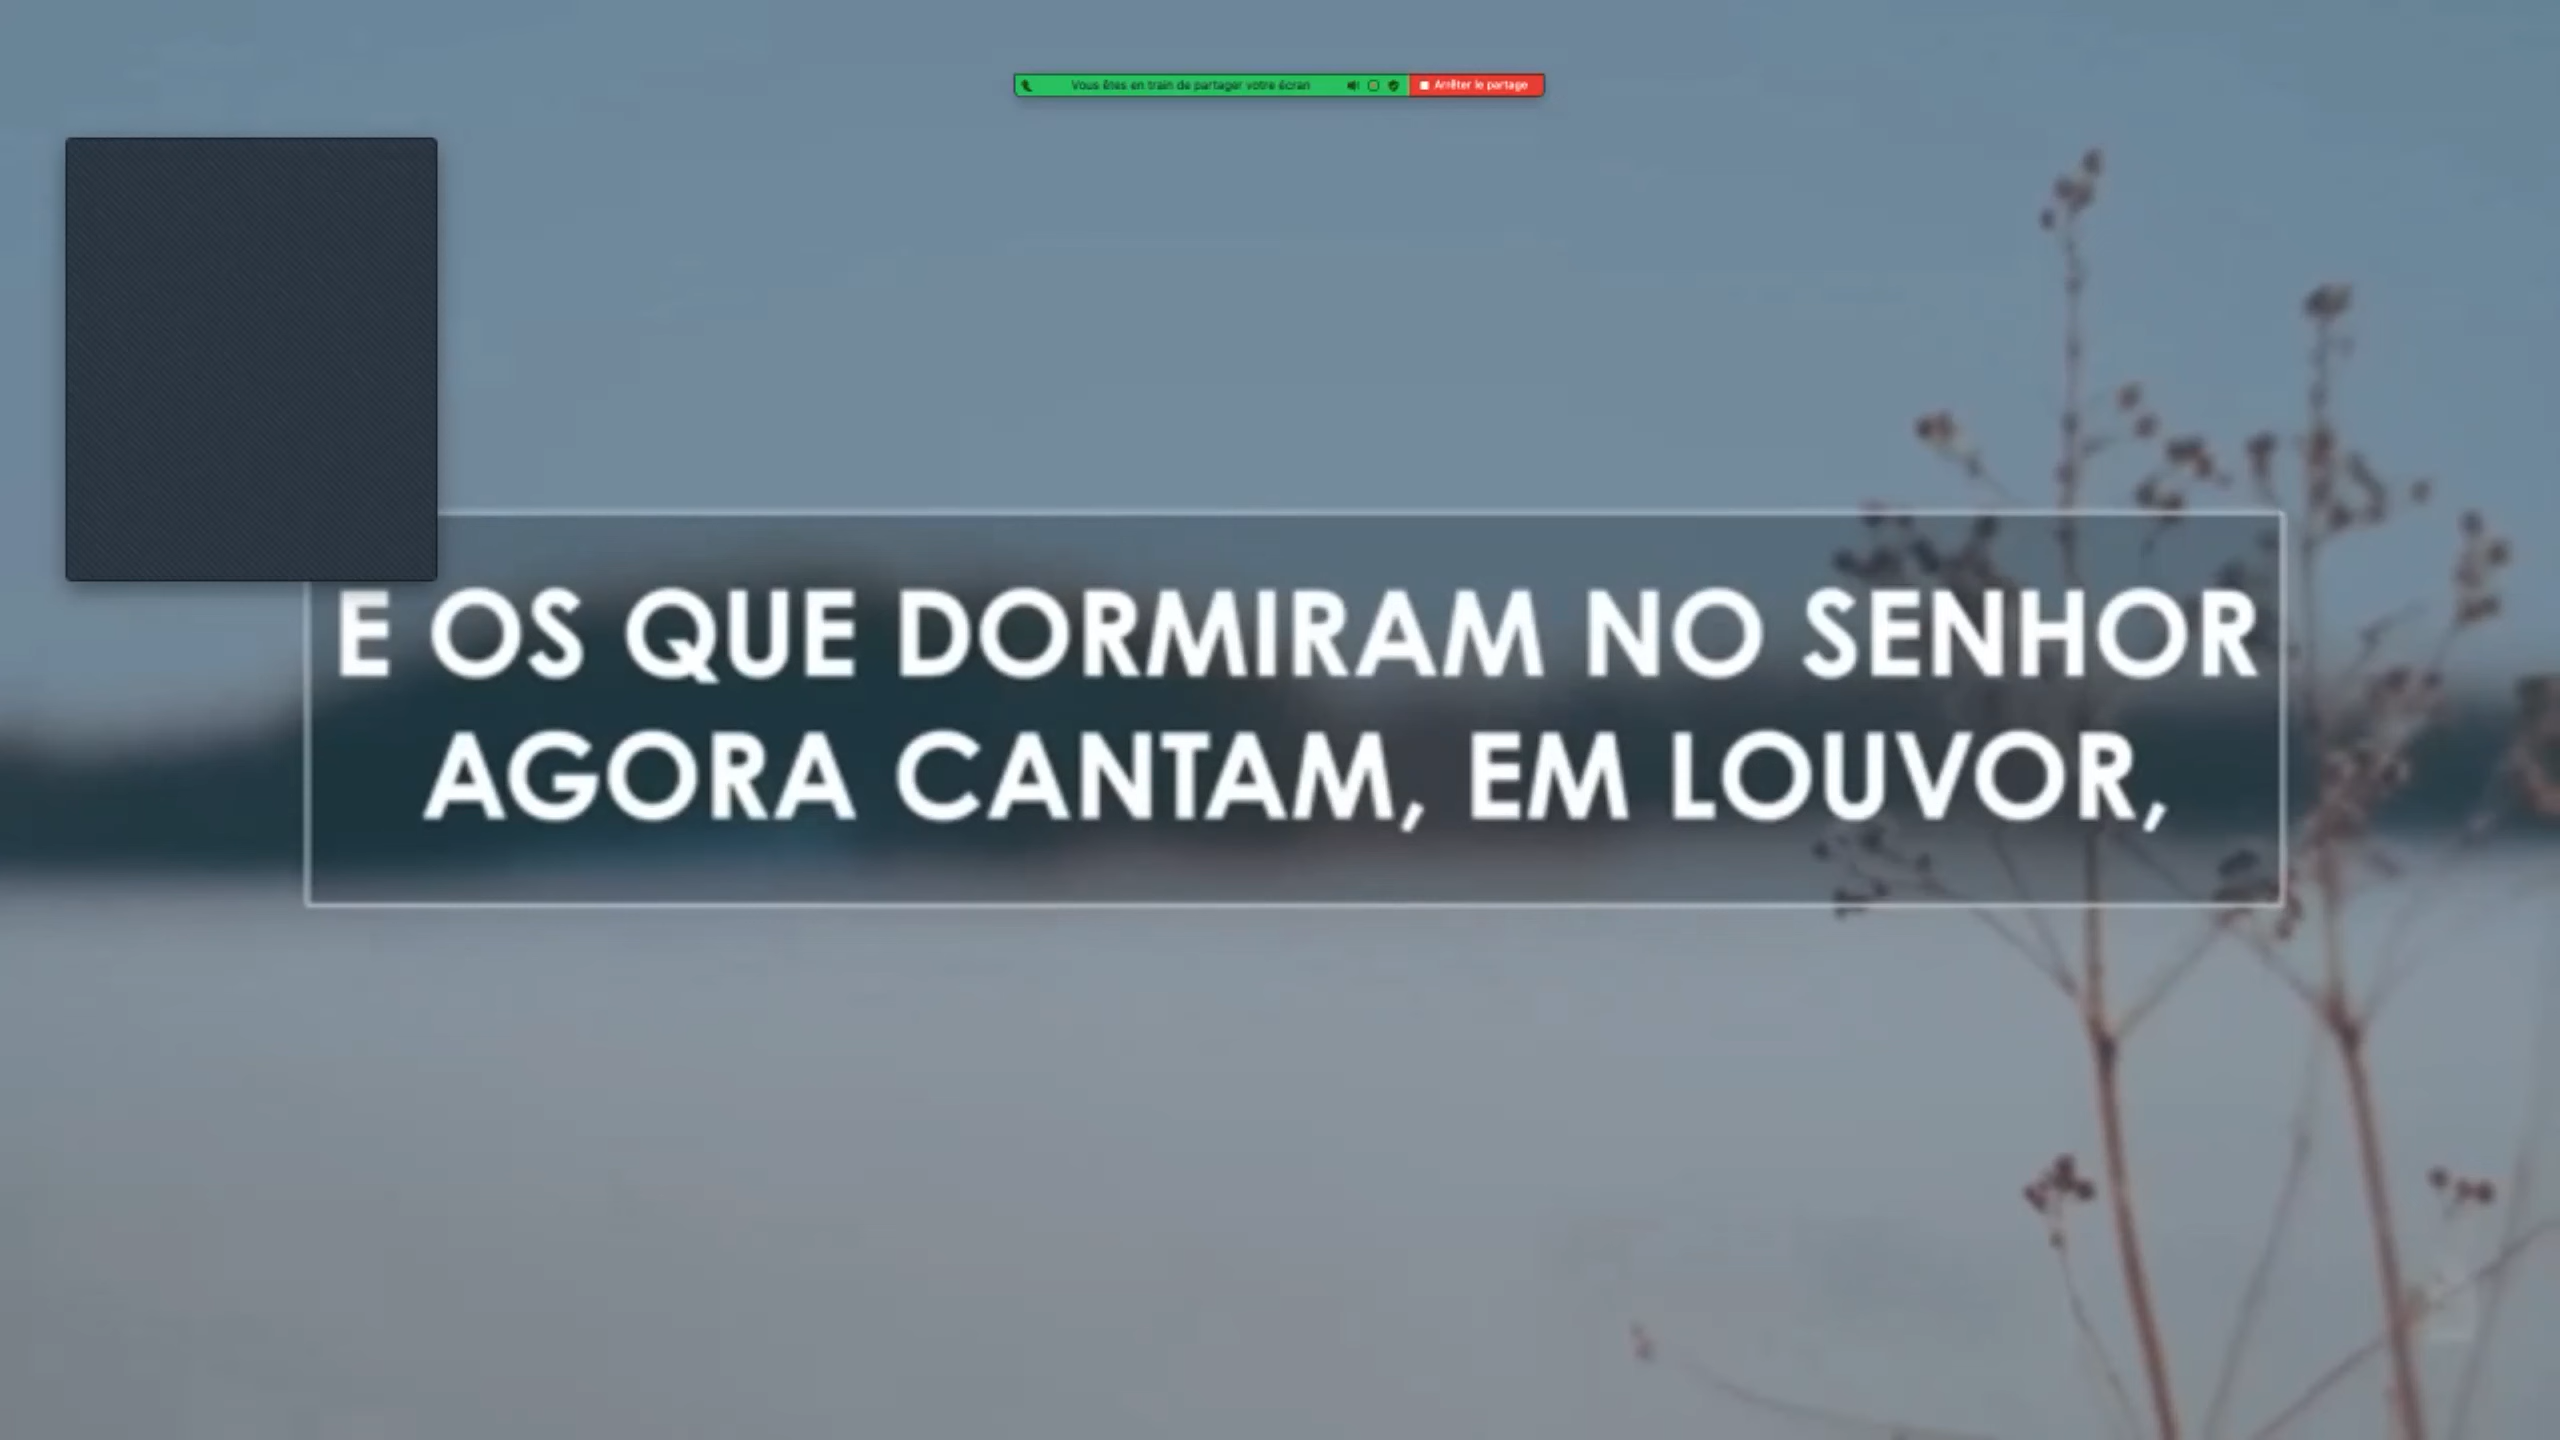 Vous êtes en train de partager votre écran
Arrêter le partage
E OS QUE DORMIRAM NO SENHOR
AGORA CANTAM, EM LOUVOR,